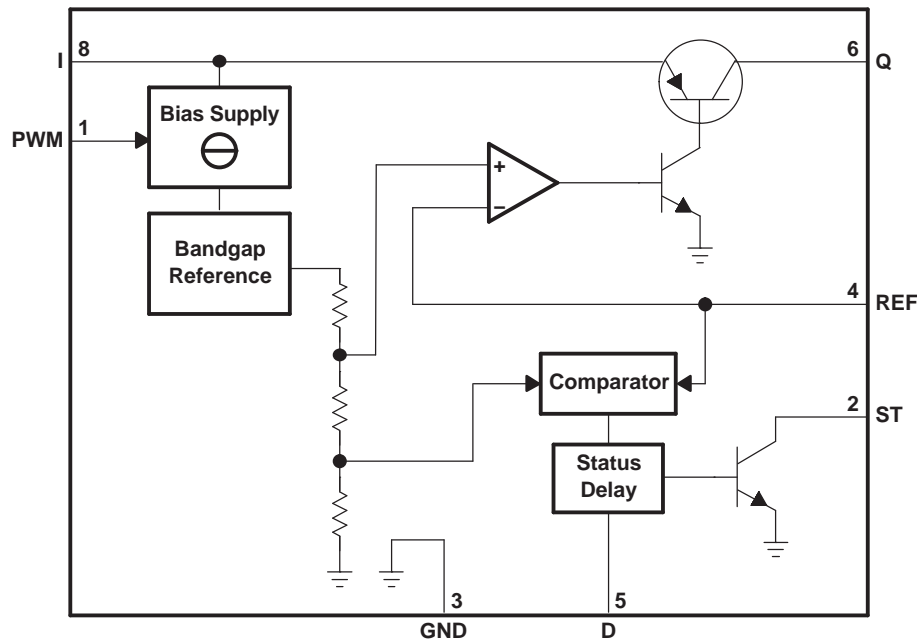 8
I
6
Q
Bias Supply
1
PWM
+
−
Bandgap
Reference
4
REF
Comparator
2
ST
Status
Delay
3
GND
5
D